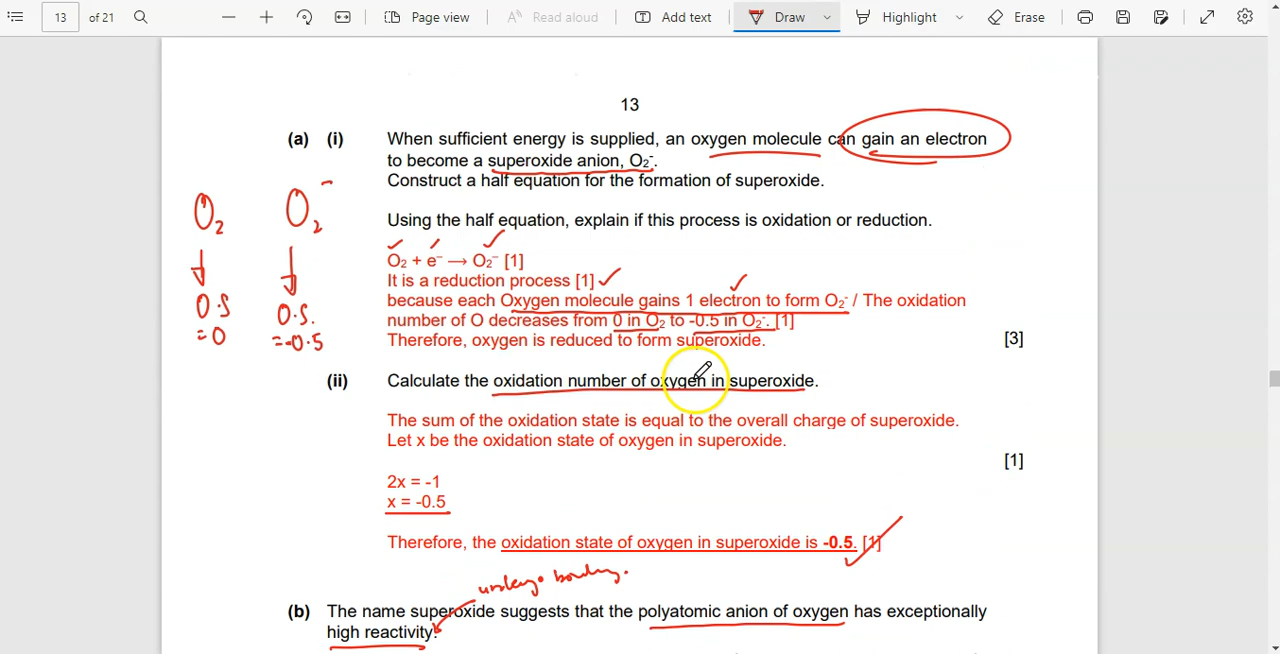 13 of 21 Page view Read aloud Add text Draw Highlight Erase
13
(a) (i) When sufficient energy is supplied, an oxygen molecule can gain an electron
to become a superoxide anion, O₂⁻.
Construct a half equation for the formation of superoxide.
O₂ O₂⁻
Using the half equation, explain if this process is oxidation or reduction.
O₂ + e⁻ → O₂⁻ [1]
It is a reduction process [1]
because each Oxygen molecule gains 1 electron to form O₂⁻ / The oxidation
O.S O.S.
number of O decreases from 0 in O₂ to -0.5 in O₂⁻. [1]
=0 =-0.5
Therefore, oxygen is reduced to form superoxide. [3]
(ii) Calculate the oxidation number of oxygen in superoxide.
The sum of the oxidation state is equal to the overall charge of superoxide.
Let x be the oxidation state of oxygen in superoxide.
[1]
2x = -1
x = -0.5
Therefore, the oxidation state of oxygen in superoxide is -0.5. [1]
undergo bonding.
(b) The name superoxide suggests that the polyatomic anion of oxygen has exceptionally
high reactivity.